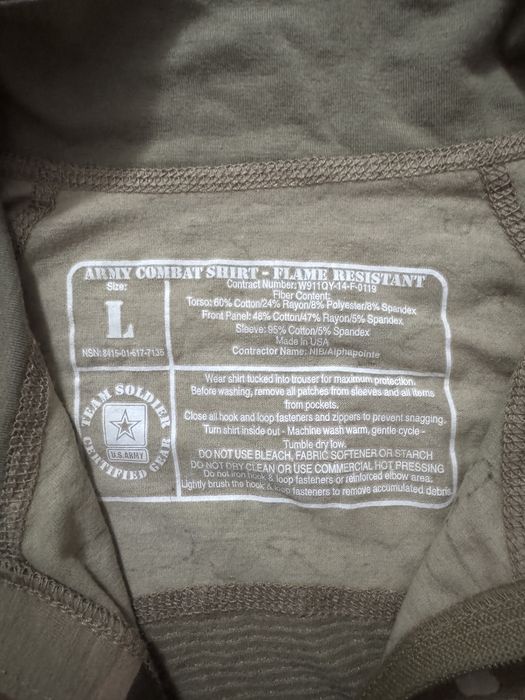 ARMY COMBAT SHIRT - FLAME RESISTANT
Size:
L
NSN: 8415-01-617-7135
Contract Number: W911QY-14-F-0119
Fiber Content:
Torso: 60% Cotton/24% Rayon/8% Polyester/8% Spandex
Front Panel: 48% Cotton/47% Rayon/5% Spandex
Sleeve: 95% Cotton/5% Spandex
Made in USA
Contractor Name: NIB/Alphapointe
TEAM SOLDIER
U.S.ARMY
CERTIFIED GEAR
Wear shirt tucked into trouser for maximum protection.
Before washing, remove all patches from sleeves and all items
from pockets.
Close all hook and loop fasteners and zippers to prevent snagging.
Turn shirt inside out - Machine wash warm, gentle cycle -
Tumble dry low.
DO NOT USE BLEACH, FABRIC SOFTENER OR STARCH
DO NOT DRY CLEAN OR USE COMMERCIAL HOT PRESSING
Do not iron hook & loop fasteners or reinforced elbow area.
Lightly brush the hook & loop fasteners to remove accumulated debris